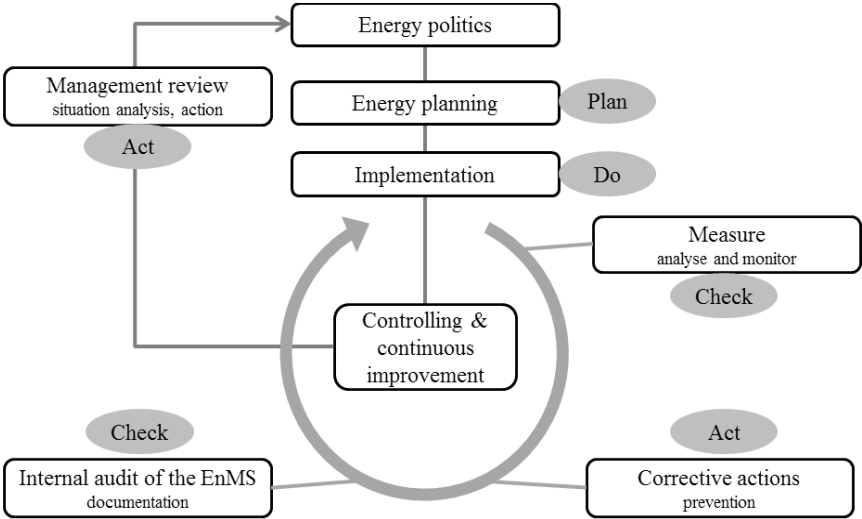 Energy politics
Management review
situation analysis, action
Act
Energy planning
Plan
Implementation
Do
Measure
analyse and monitor
Check
Controlling &
continuous
improvement
Check
Internal audit of the EnMS
documentation
Act
Corrective actions
prevention